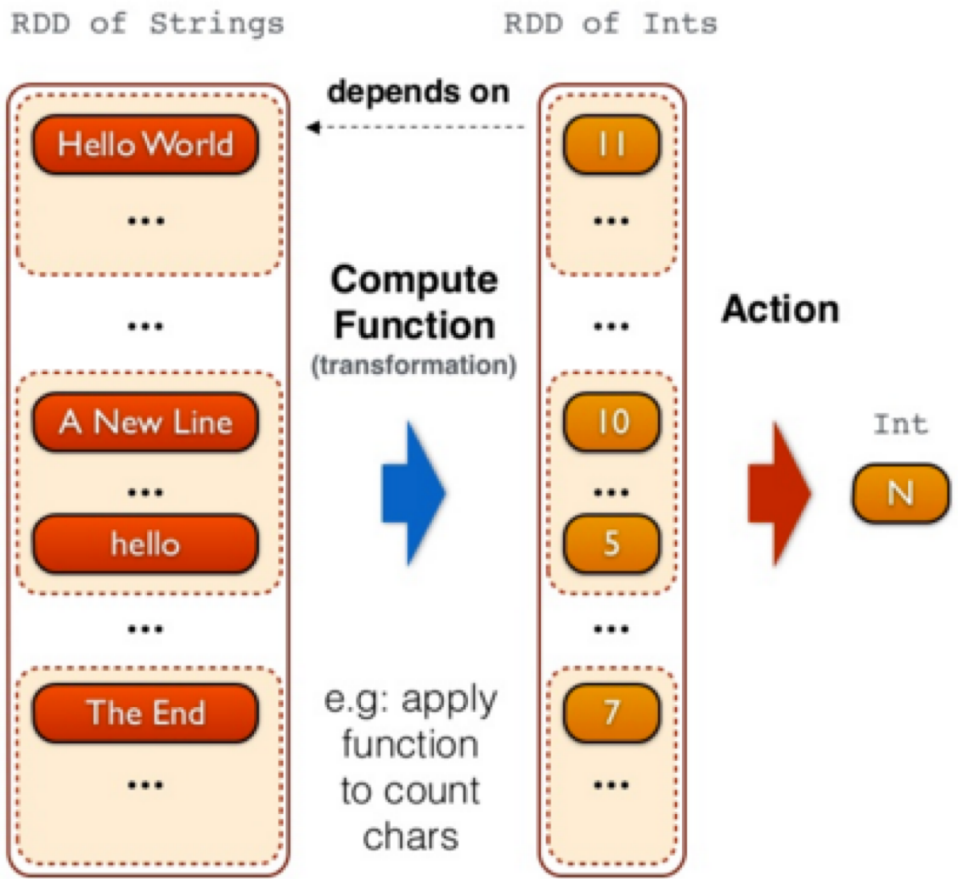 RDD of Strings
RDD of Ints
depends on
Hello World
...
11
...
Compute
Function
(transformation)
Action
...
...
A New Line
...
hello
10
...
5
Int
N
...
...
The End
...
e.g: apply
function
to count
chars
7
...